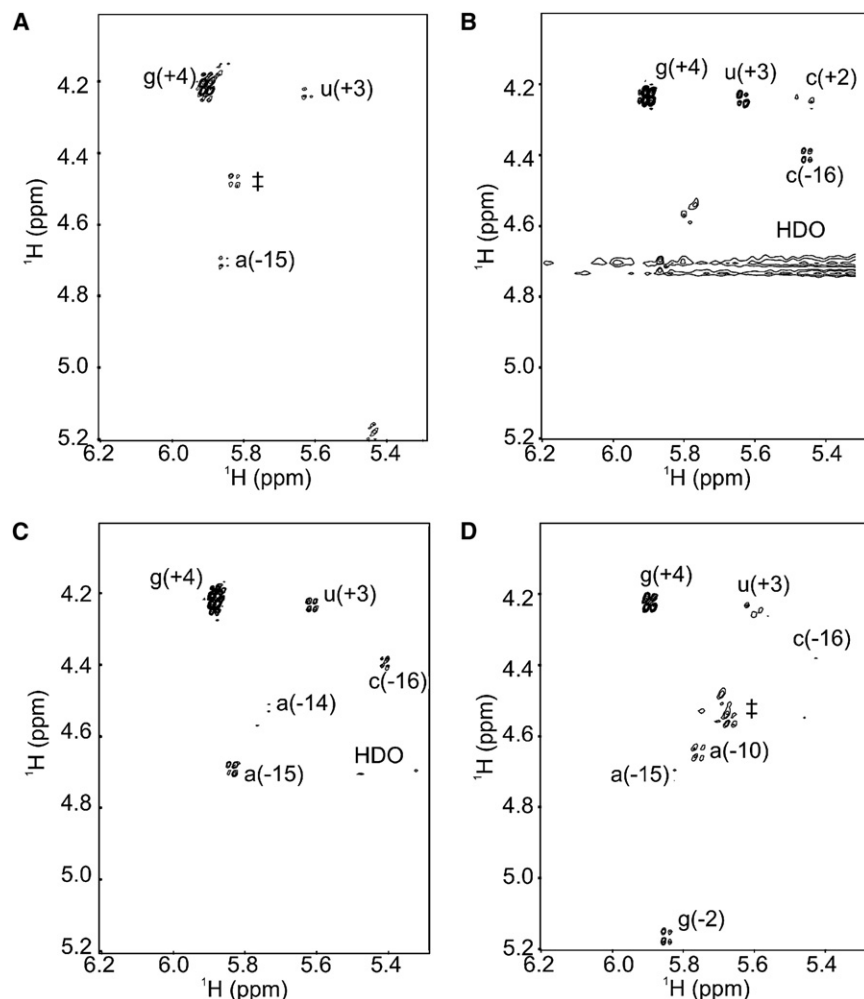 A
g(+4)
u(+3)
‡
a(-15)
4.2
4.4
4.6
4.8
5.0
5.2
¹H (ppm)
6.2 6.0 5.8 5.6 5.4
¹H (ppm)
B
g(+4) u(+3) c(+2)
c(-16)
HDO
4.2
4.4
4.6
4.8
5.0
5.2
¹H (ppm)
6.2 6.0 5.8 5.6 5.4
¹H (ppm)
C
g(+4)
u(+3)
c(-16)
a(-14)
HDO
a(-15)
4.2
4.4
4.6
4.8
5.0
5.2
¹H (ppm)
6.2 6.0 5.8 5.6 5.4
¹H (ppm)
D
g(+4)
u(+3)
c(-16)
‡
a(-10)
a(-15)
g(-2)
4.2
4.4
4.6
4.8
5.0
5.2
¹H (ppm)
6.2 6.0 5.8 5.6 5.4
¹H (ppm)